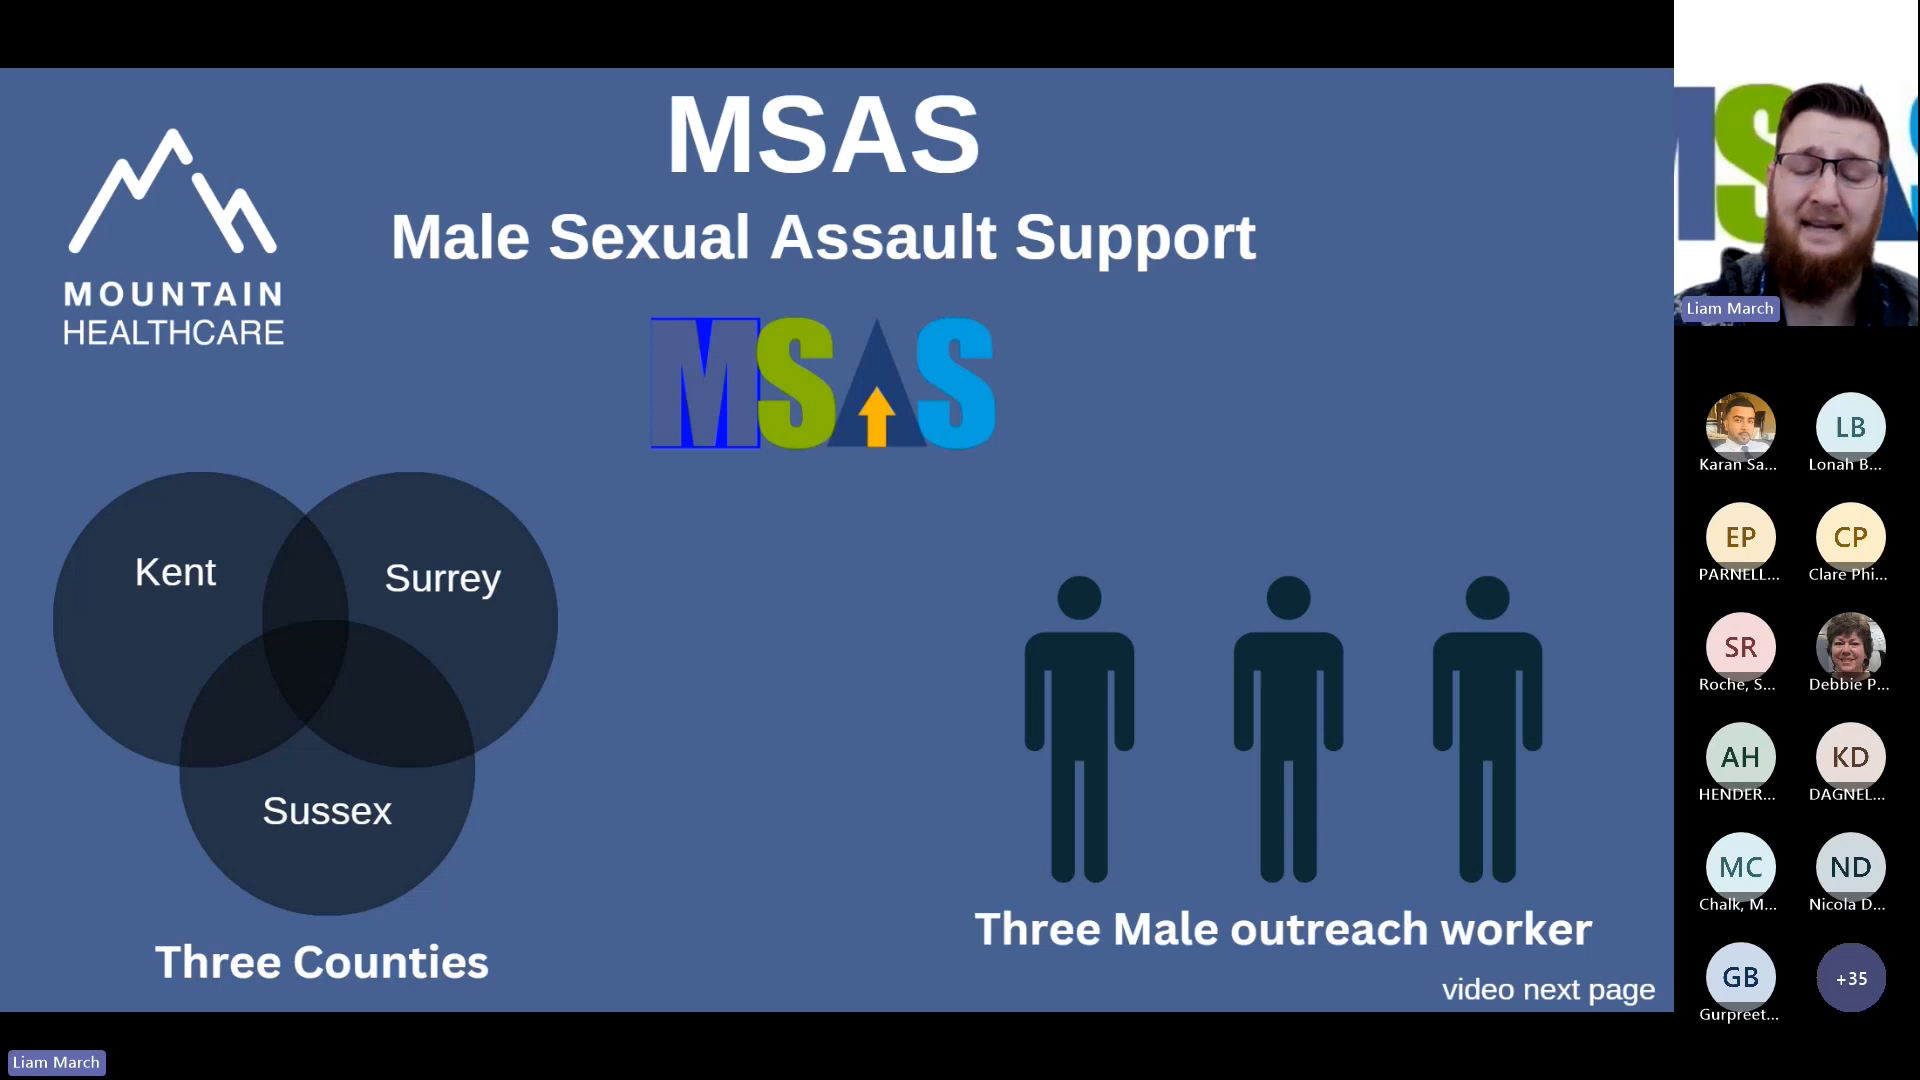 MSAS
Male Sexual Assault Support
MOUNTAIN
HEALTHCARE
MSAS
Kent
Surrey
Sussex
Three Counties
Three Male outreach worker
video next page
Liam March
MSAS
Liam March
Karan Sa...
LB
Lonah B...
EP
PARNELL...
CP
Clare Phi...
SR
Roche, S...
Debbie P...
AH
HENDER...
KD
DAGNEL...
MC
Chalk, M...
ND
Nicola D...
GB
Gurpreet...
+35